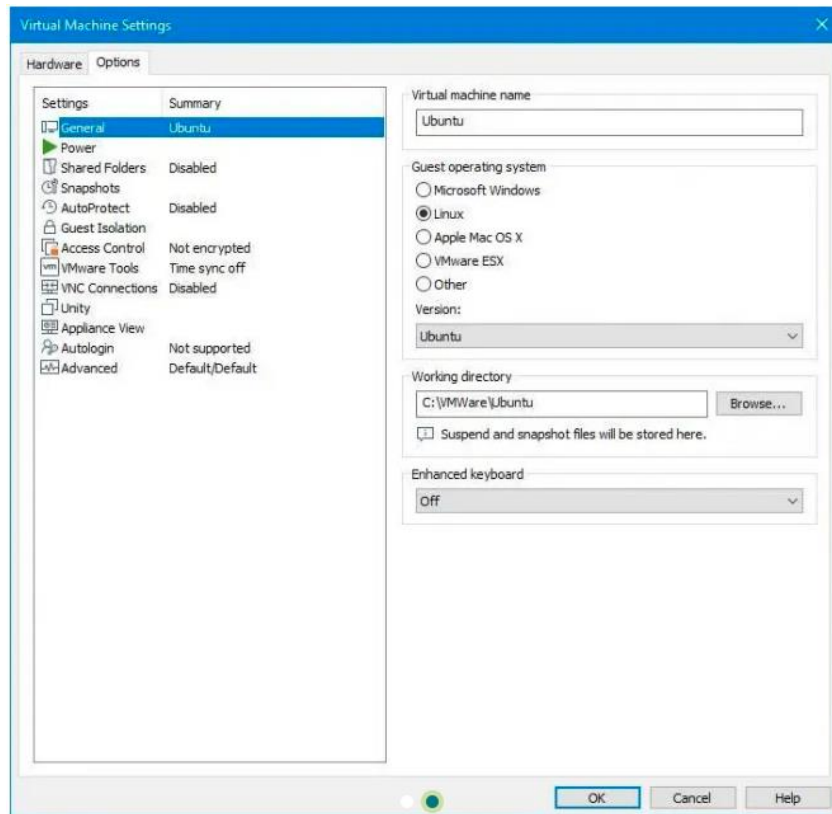 Virtual Machine Settings
Hardware Options
Settings Summary
General Ubuntu
Power
Shared Folders Disabled
Snapshots
AutoProtect Disabled
Guest Isolation
Access Control Not encrypted
vm VMware Tools Time sync off
VNC Connections Disabled
Unity
Appliance View
Autologin Not supported
Advanced Default/Default
Virtual machine name
Ubuntu
Guest operating system
Microsoft Windows
Linux
Apple Mac OS X
VMware ESX
Other
Version:
Ubuntu
Working directory
C:\VMWare\Ubuntu Browse...
Suspend and snapshot files will be stored here.
Enhanced keyboard
Off
OK Cancel Help